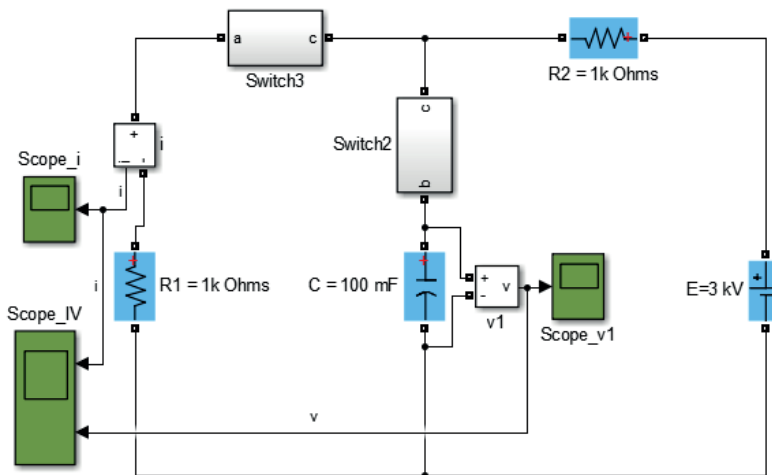 a
c
Switch3
R2 = 1k Ohms
+
i
-
i
c
Switch2
b
Scope_i
i
i
R1 = 1k Ohms
C = 100 mF
+
-
v
v1
Scope_v1
E=3 kV
Scope_IV
v